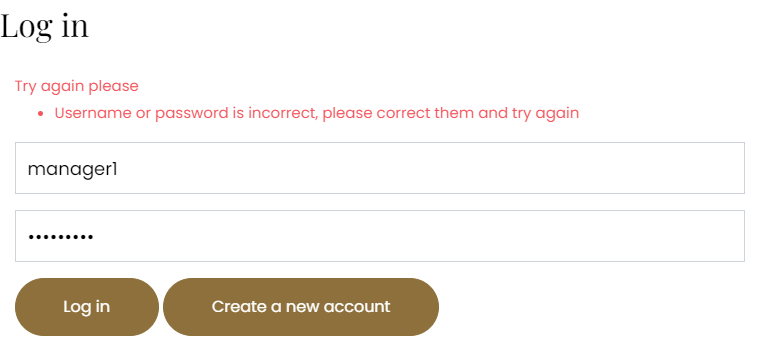 Log in
Try again please
• Username or password is incorrect, please correct them and try again
manager1
•••••••••
Log in
Create a new account